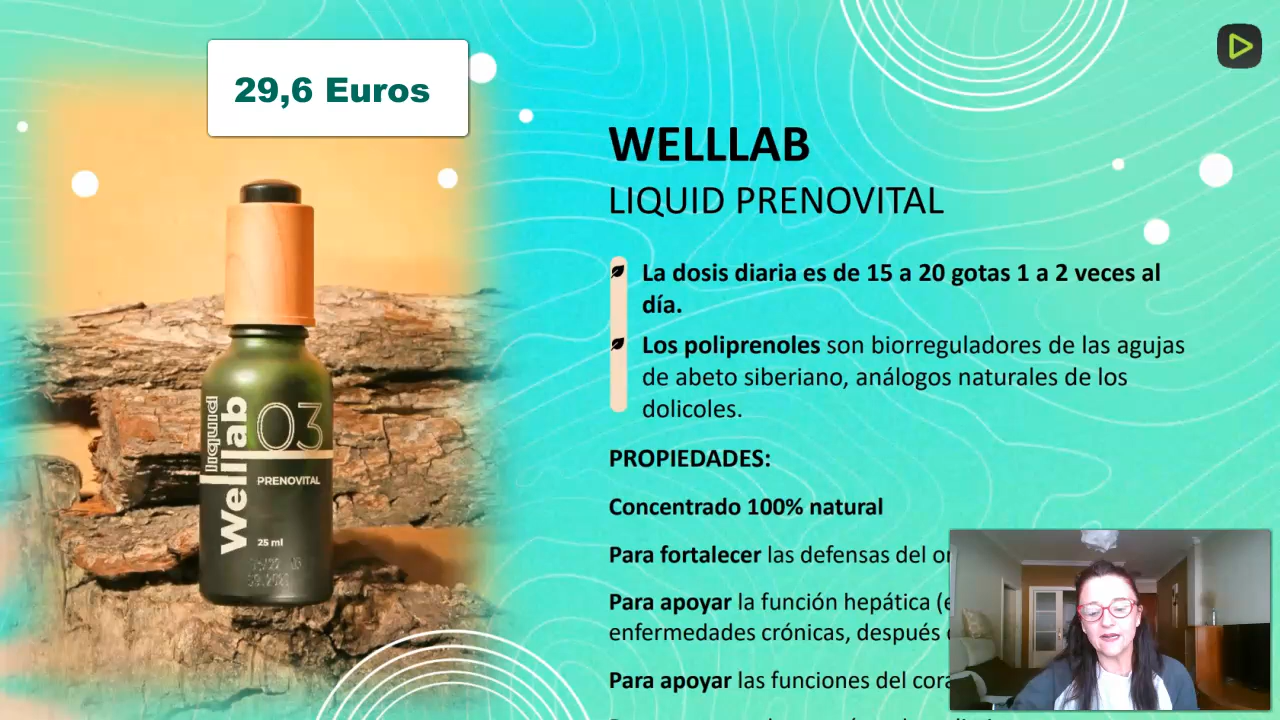 29,6 Euros
WELLLAB
LIQUID PRENOVITAL
La dosis diaria es de 15 a 20 gotas 1 a 2 veces al
día.
Los poliprenoles son biorreguladores de las agujas
de abeto siberiano, análogos naturales de los
dolicoles.
PROPIEDADES:
Concentrado 100% natural
Para fortalecer las defensas del
Para apoyar la función hepática
enfermedades crónicas, después
Para apoyar las funciones del
liquid
Welllab
03
PRENOVITAL
25 ml